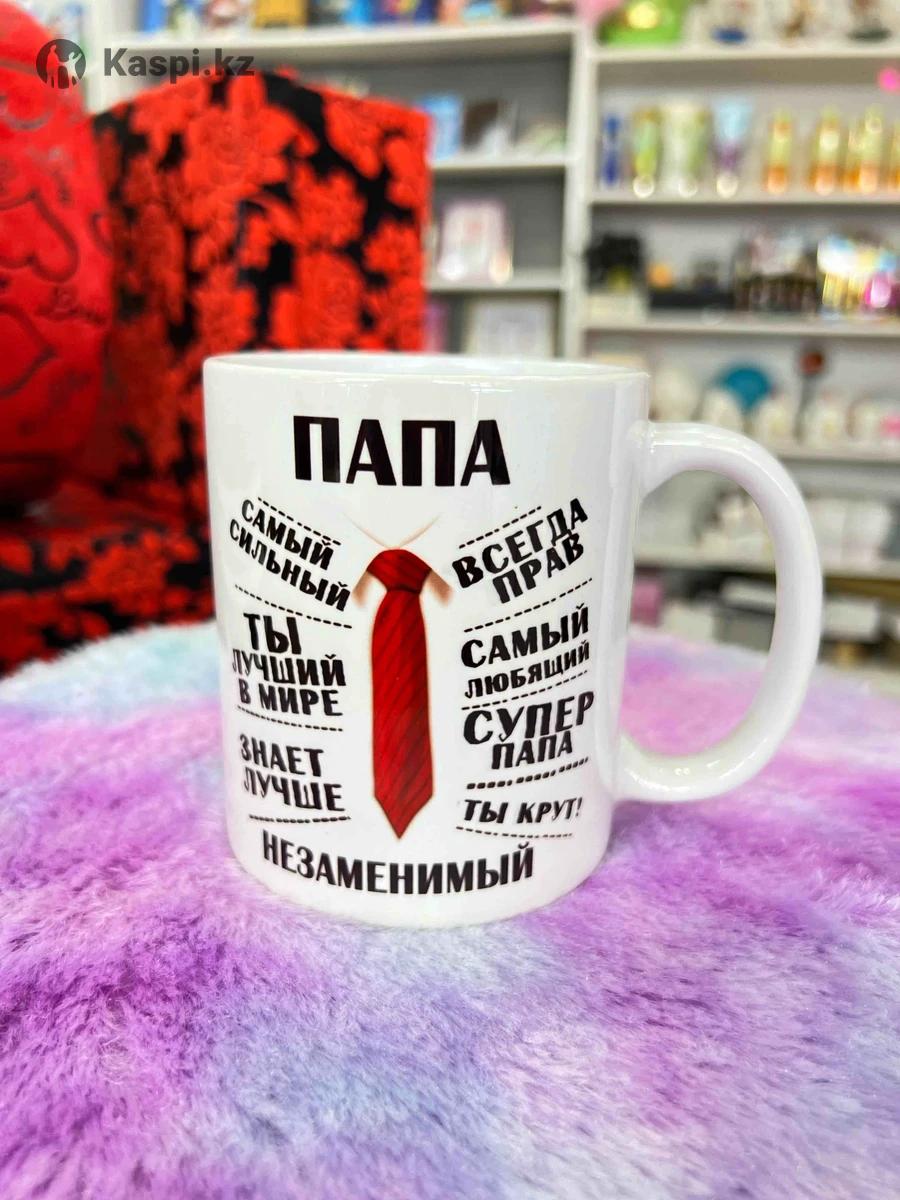 Kaspi.kz
ПАПА
САМЫЙ
СИЛЬНЫЙ
ТЫ
ЛУЧШИЙ
В МИРЕ
ЗНАЕТ
ЛУЧШЕ
ВСЕГДА
ПРАВ
САМЫЙ
ЛЮБЯЩИЙ
СУПЕР
ПАПА
ТЫ КРУТ!
НЕЗАМЕНИМЫЙ